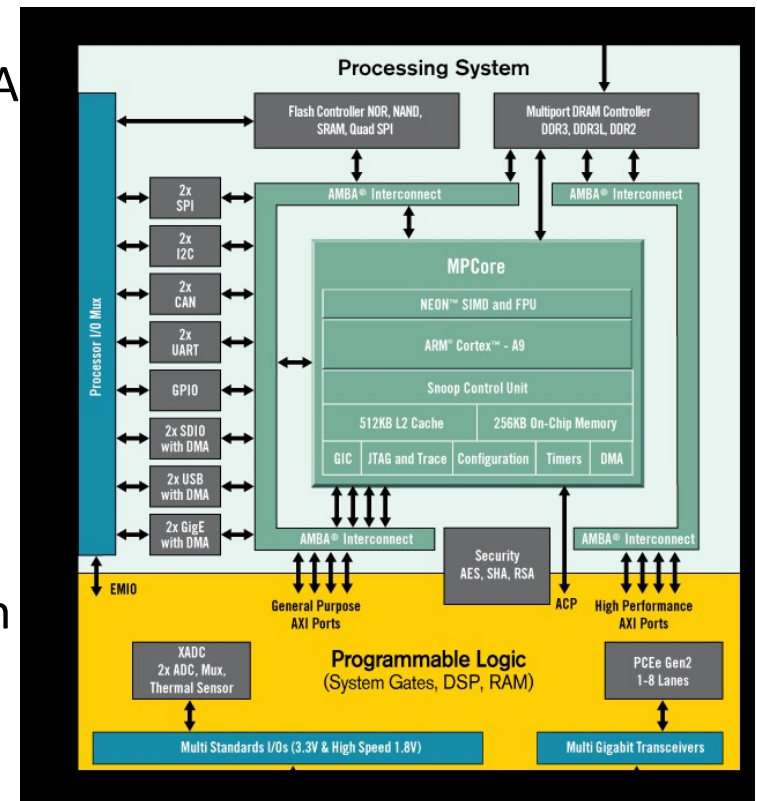 A
n
Processing System
Flash Controller NOR, NAND,
SRAM, Quad SPI
Multiport DRAM Controller
DDR3, DDR3L, DDR2
AMBA® Interconnect
AMBA® Interconnect
Processor I/O Mux
2x
SPI
2x
I2C
2x
CAN
2x
UART
GPIO
2x SDIO
with DMA
2x USB
with DMA
2x GigE
with DMA
MPCore
NEON™ SIMD and FPU
ARM® Cortex™ - A9
Snoop Control Unit
512KB L2 Cache
256KB On-Chip Memory
GIC
JTAG and Trace
Configuration
Timers
DMA
AMBA® Interconnect
Security
AES, SHA, RSA
AMBA® Interconnect
EMIO
General Purpose
AXI Ports
ACP
High Performance
AXI Ports
XADC
2x ADC, Mux,
Thermal Sensor
Programmable Logic
(System Gates, DSP, RAM)
PCEe Gen2
1-8 Lanes
Multi Standards I/Os (3.3V & High Speed 1.8V)
Multi Gigabit Transceivers